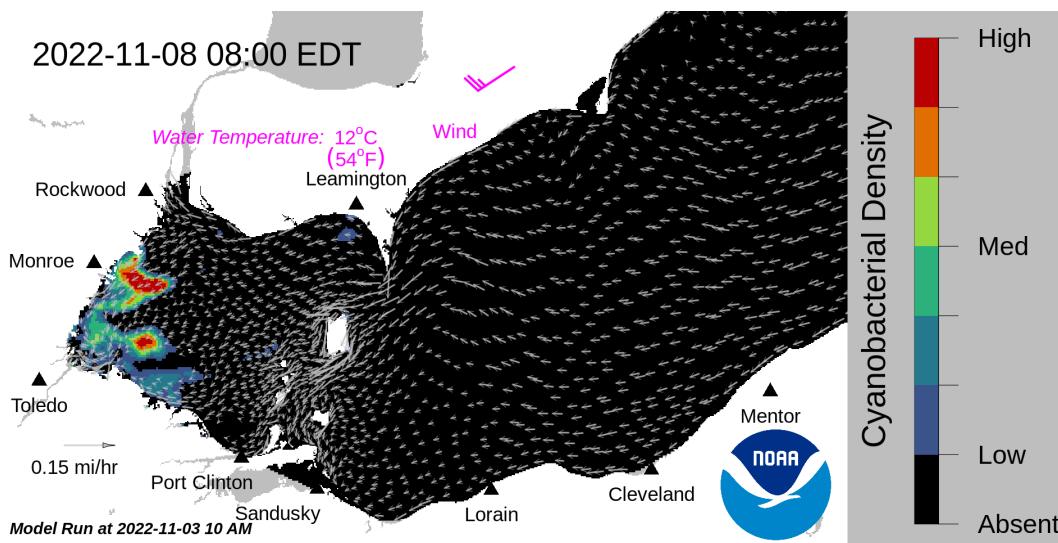 2022-11-08 08:00 EDT
High
Water Temperature: 12°C
(54°F)
Wind
Leamington
Rockwood
Cyanobacterial Density
Med
Monroe
Toledo
Mentor
0.15 mi/hr
NOAA
Low
Port Clinton
Cleveland
Sandusky
Lorain
Model Run at 2022-11-03 10 AM
Absent